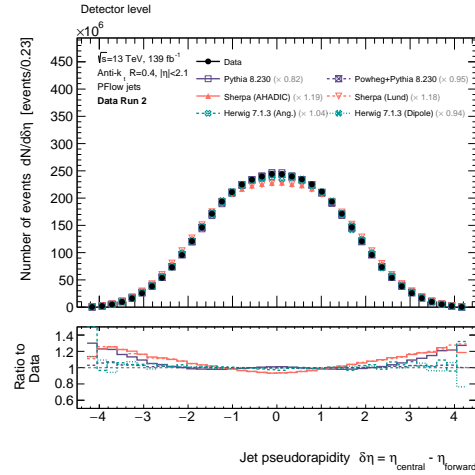 Detector level
×10⁶
√s=13 TeV, 139 fb⁻¹
Anti-kₜ R=0.4, |η|<2.1
PFlow jets
Data Run 2
Data
Pythia 8.230 (× 0.82)
Powheg+Pythia 8.230 (× 0.95)
Sherpa (AHADIC) (× 1.19)
Sherpa (Lund) (× 1.18)
Herwig 7.1.3 (Ang.) (× 1.04)
Herwig 7.1.3 (Dipole) (× 0.94)
Number of events dN/dδη [events/0.23]
450
400
350
300
250
200
150
100
50
0
Ratio to
Data
1.4
1.2
1.0
0.8
0.6
−4 −3 −2 −1 0 1 2 3 4
Jet pseudorapidity δη = η_central - η_forward